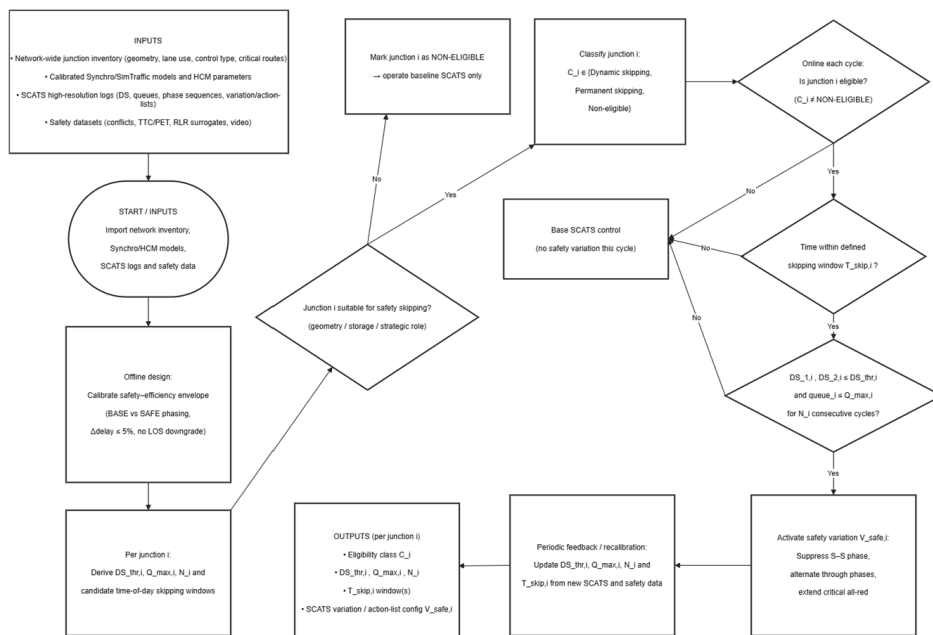 INPUTS
• Network-wide junction inventory (geometry, lane use, control type, critical routes)
• Calibrated Synchro/SimTraffic models and HCM parameters
• SCATS high-resolution logs (DS, queues, phase sequences, variation/action-
lists)
• Safety datasets (conflicts, TTC/PET, RLR surrogates, video)
START / INPUTS
Import network inventory,
Synchro/HCM models,
SCATS logs and safety data
Offline design:
Calibrate safety–efficiency envelope
(BASE vs SAFE phasing,
Δdelay ≤ 5%, no LOS downgrade)
Per junction i:
Derive DS_thr,i, Q_max,i, N_i and
candidate time-of-day skipping windows
Junction i suitable for safety skipping?
(geometry / storage / strategic role)
No
Yes
Mark junction i as NON-ELIGIBLE
→ operate baseline SCATS only
Classify junction i:
C_i ∈ {Dynamic skipping,
Permanent skipping,
Non-eligible}
Online each cycle:
Is junction i eligible?
(C_i ≠ NON-ELIGIBLE)
No
Yes
Base SCATS control
(no safety variation this cycle)
Time within defined
skipping window T_skip,i ?
No
Yes
DS_1,i , DS_2,i ≤ DS_thr,i
and queue_i ≤ Q_max,i
for N_i consecutive cycles?
No
Yes
Activate safety variation V_safe,i:
Suppress S–S phase,
alternate through phases,
extend critical all-red
Periodic feedback / recalibration:
Update DS_thr,i, Q_max,i, N_i and
T_skip,i from new SCATS and safety data
OUTPUTS (per junction i)
• Eligibility class C_i
• DS_thr,i , Q_max,i , N_i
• T_skip,i window(s)
• SCATS variation / action-list config V_safe,i